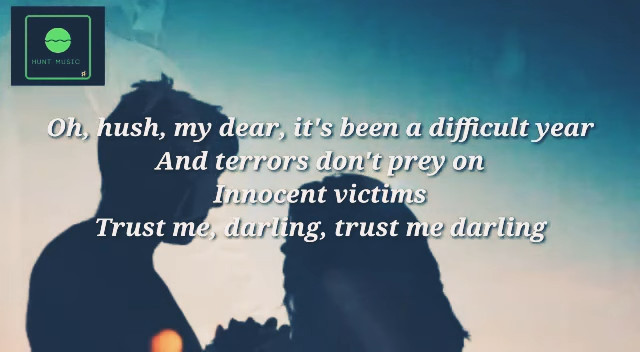 HUNT MUSIC
Oh, hush, my dear, it's been a difficult year
And terrors don't prey on
Innocent victims
Trust me, darling, trust me darling